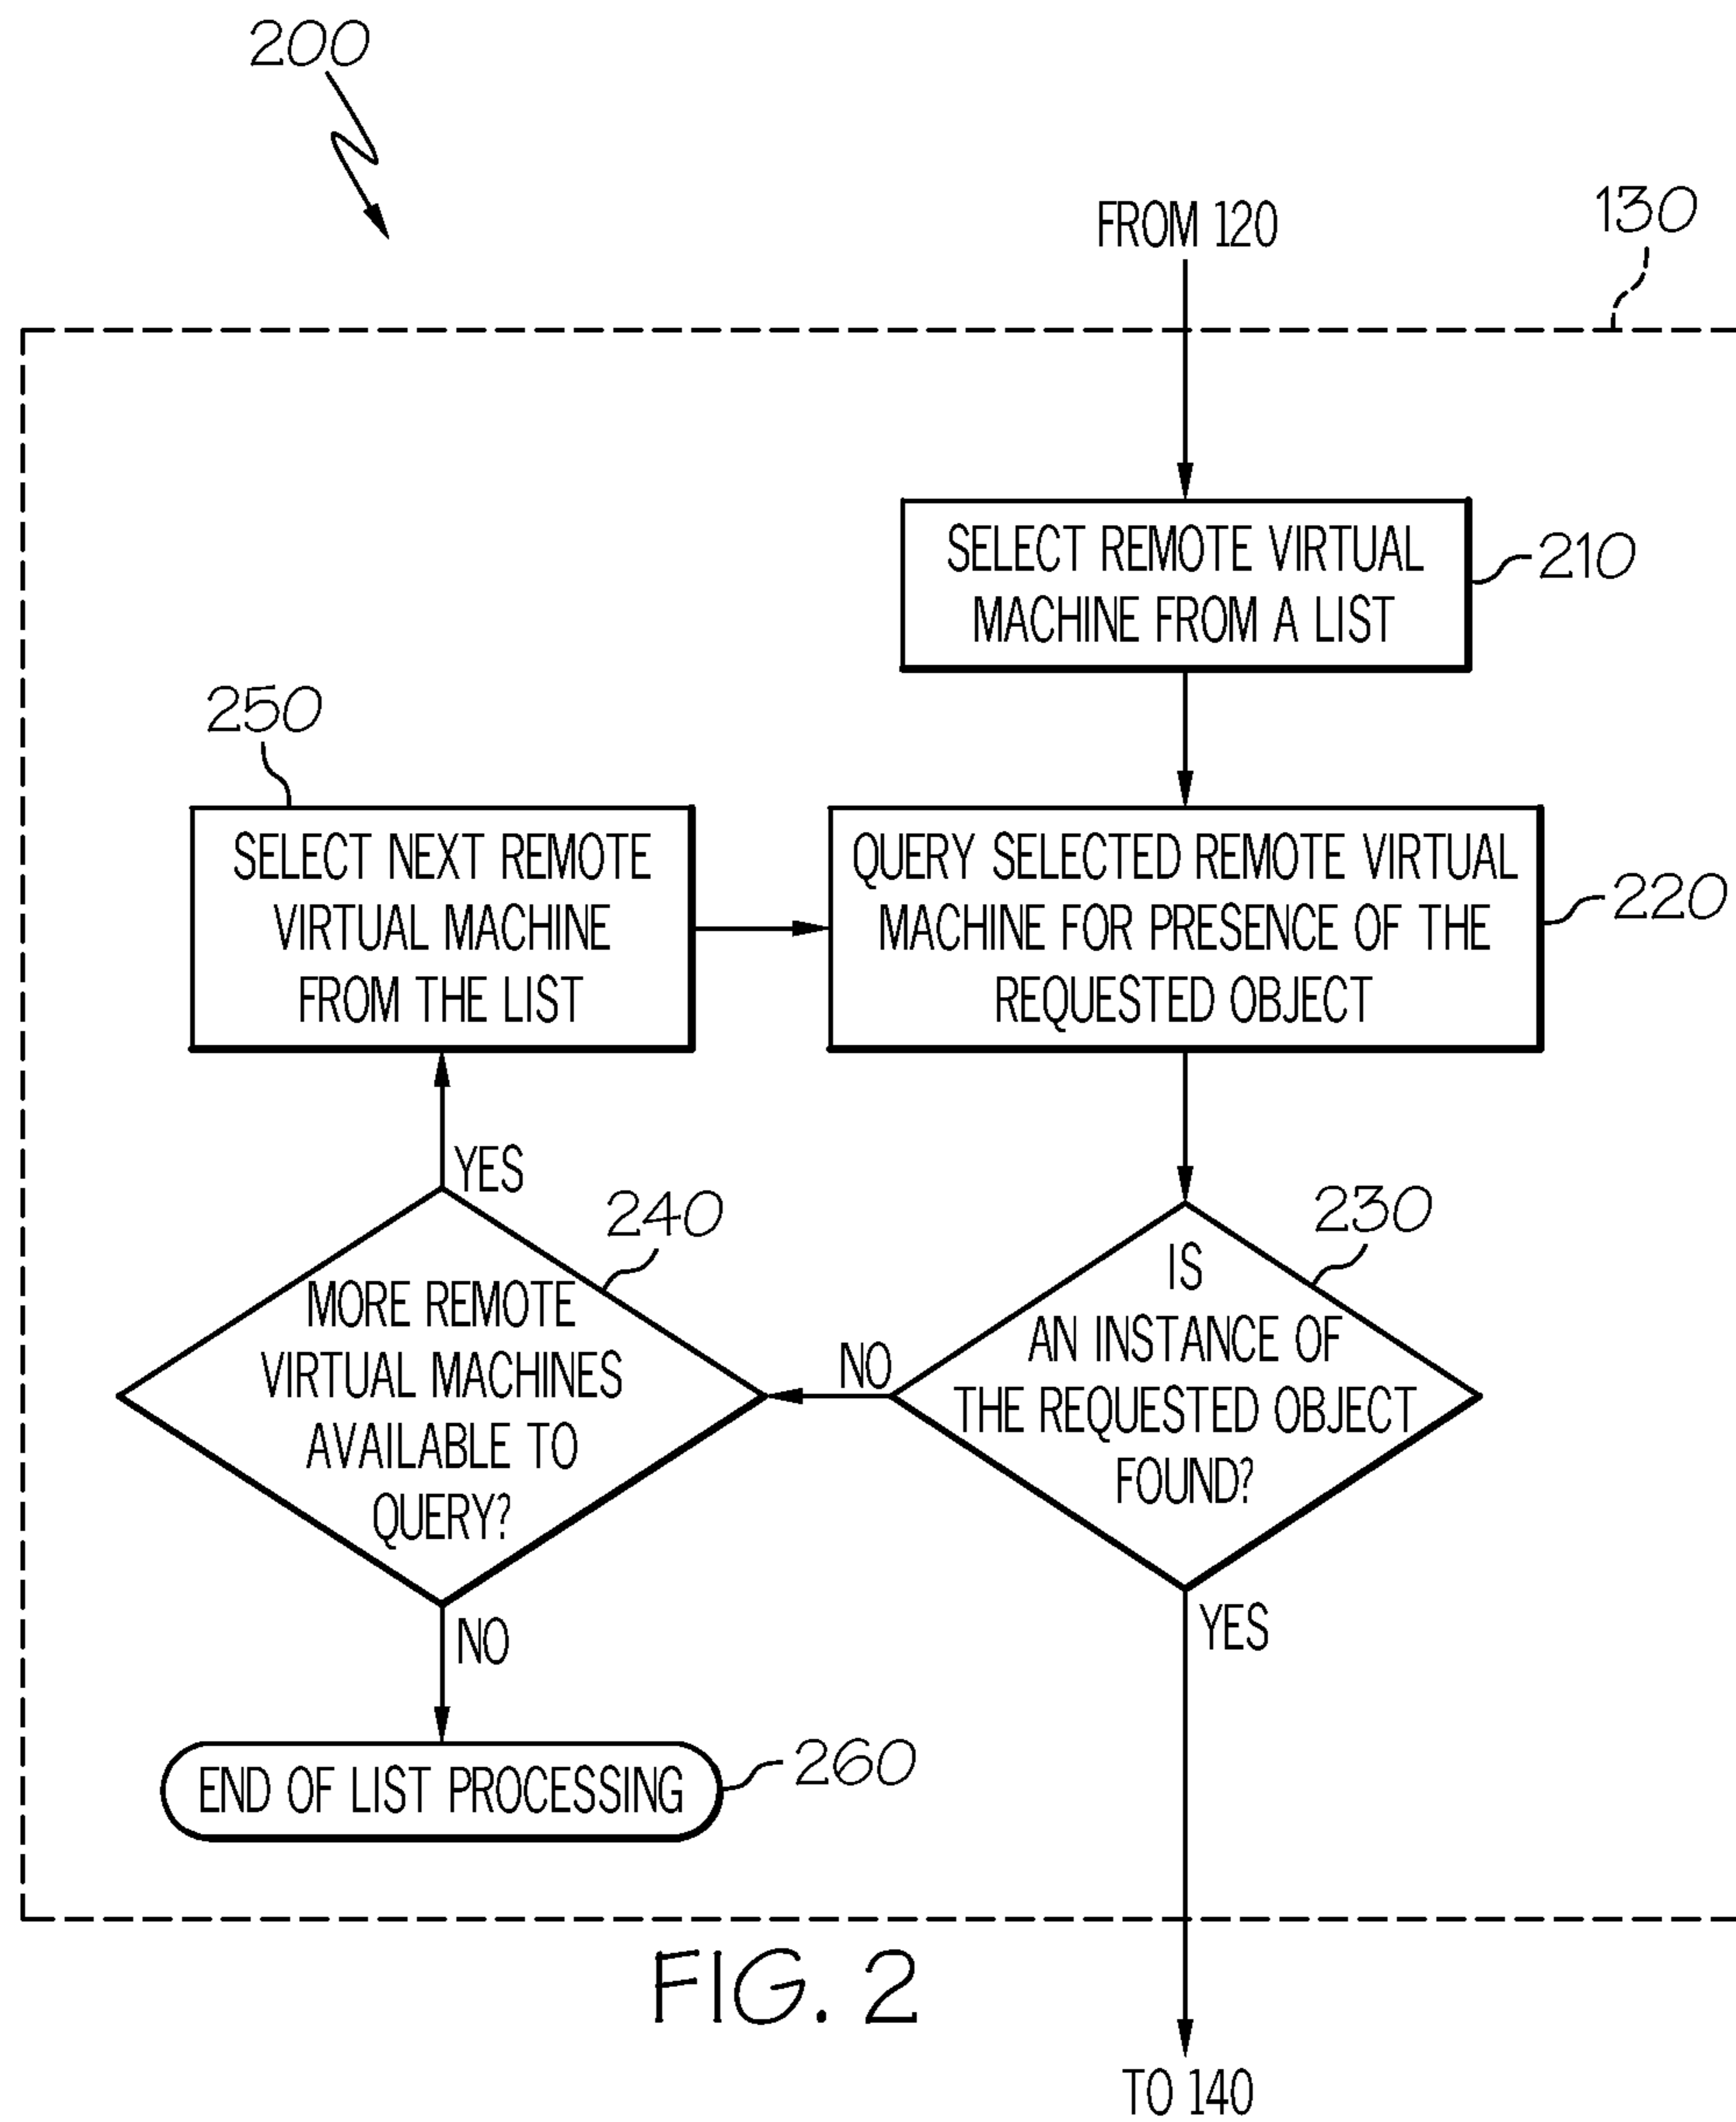 200
FROM 120
130
SELECT REMOTE VIRTUAL
MACHINE FROM A LIST
210
250
SELECT NEXT REMOTE
VIRTUAL MACHINE
FROM THE LIST
QUERY SELECTED REMOTE VIRTUAL
MACHINE FOR PRESENCE OF THE
REQUESTED OBJECT
220
YES
240
MORE REMOTE
VIRTUAL MACHINES
AVAILABLE TO
QUERY?
NO
230
IS
AN INSTANCE OF
THE REQUESTED OBJECT
FOUND?
NO
YES
END OF LIST PROCESSING
260
FIG. 2
TO 140